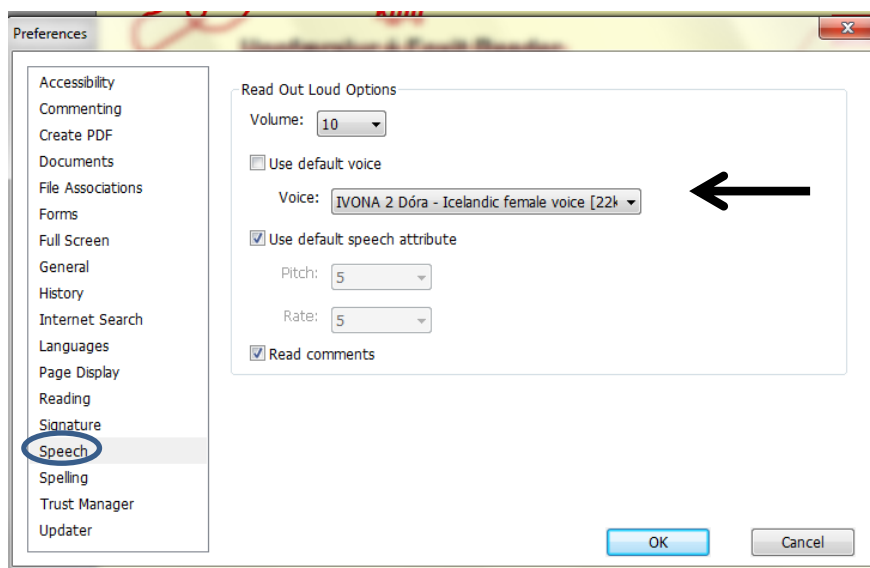 Preferences
Accessibility
Commenting
Create PDF
Documents
File Associations
Forms
Full Screen
General
History
Internet Search
Languages
Page Display
Reading
Signature
Speech
Spelling
Trust Manager
Updater
Read Out Loud Options
Volume: 10
Use default voice
Voice: IVONA 2 Dóra - Icelandic female voice [22k
Use default speech attribute
Pitch: 5
Rate: 5
Read comments
OK Cancel